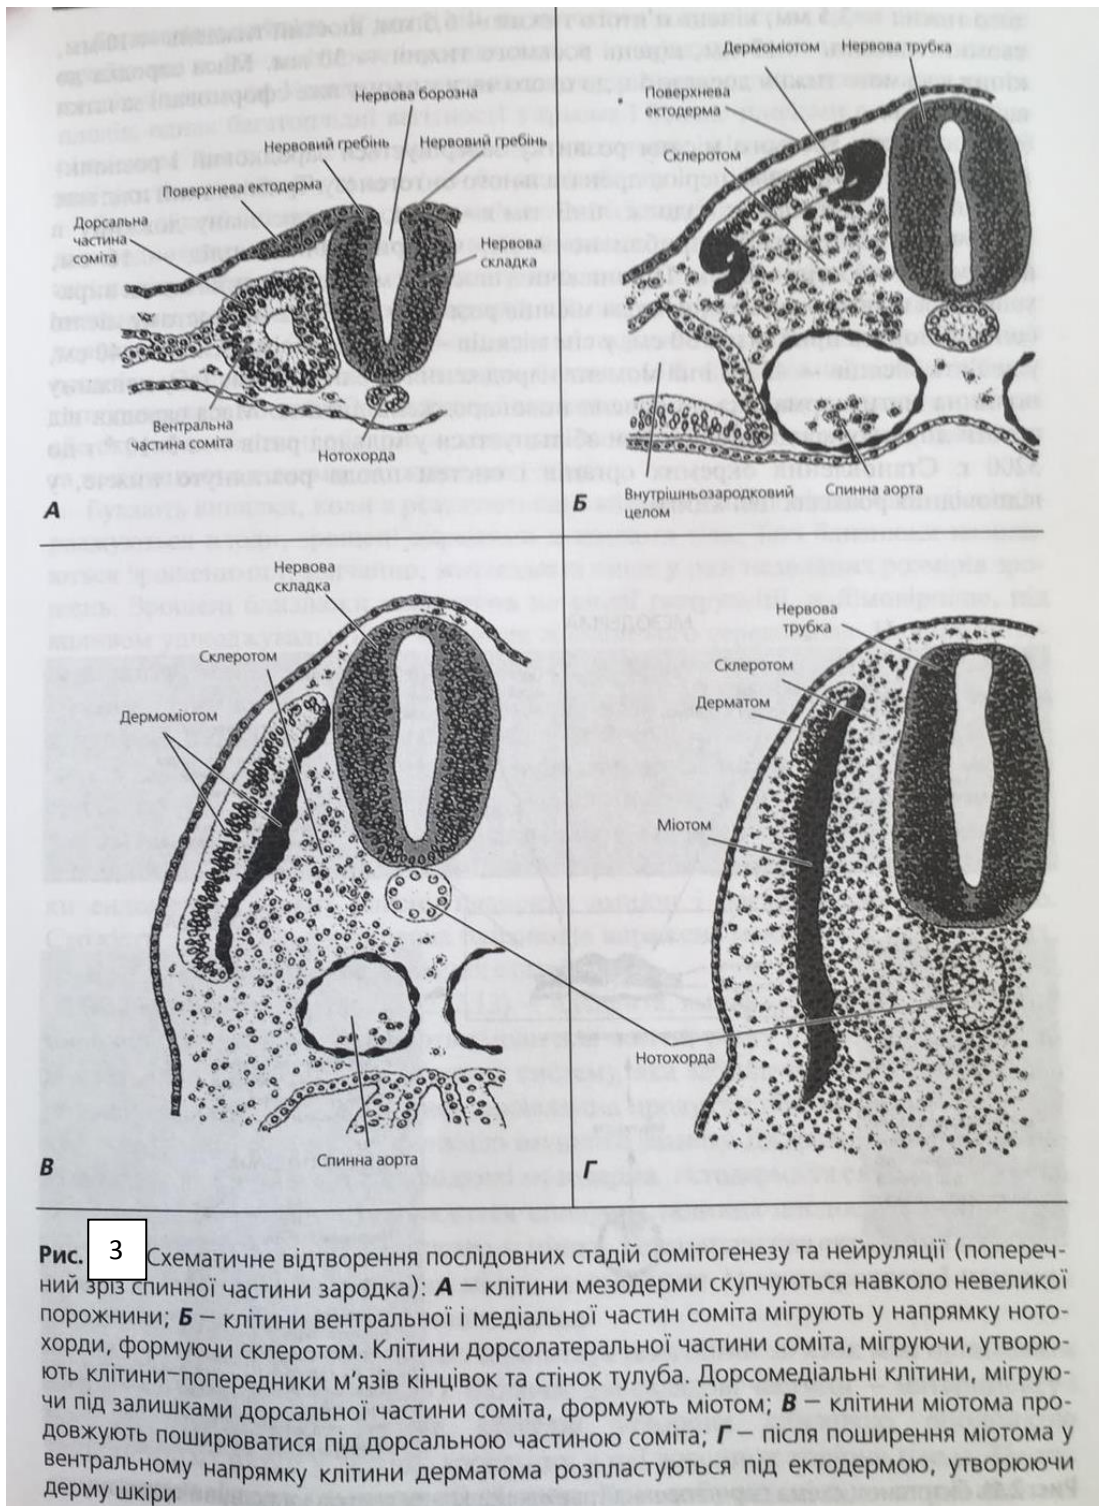 Нервова борозна
Нервовий гребінь
Нервовий гребінь
Поверхнева ектодерма
Дорсальна
частина
соміта
Нервова
складка
Вентральна
частина соміта
Нотохорда
А
Дермоміотом
Нервова трубка
Поверхнева
ектодерма
Склеротом
Внутрішньозародковий
целом
Спинна аорта
Б
Нервова
складка
Склеротом
Дермоміотом
Спинна аорта
В
Нервова
трубка
Склеротом
Дерматом
Міотом
Нотохорда
Г
Рис. 3 Схематичне відтворення послідовних стадій сомітогенезу та нейруляції (попереч-
ний зріз спинної частини зародка): А – клітини мезодерми скупчуються навколо невеликої
порожнини; Б – клітини вентральної і медіальної частин соміта мігрують у напрямку ното-
хорди, формуючи склеротом. Клітини дорсолатеральної частини соміта, мігруючи, утворю-
ють клітини–попередники м’язів кінцівок та стінок тулуба. Дорсомедіальні клітини, мігрую-
чи під залишками дорсальної частини соміта, формують міотом; В – клітини міотома про-
довжують поширюватися під дорсальною частиною соміта; Г – після поширення міотома у
вентральному напрямку клітини дерматома розпластуються під ектодермою, утворюючи
дерму шкіри